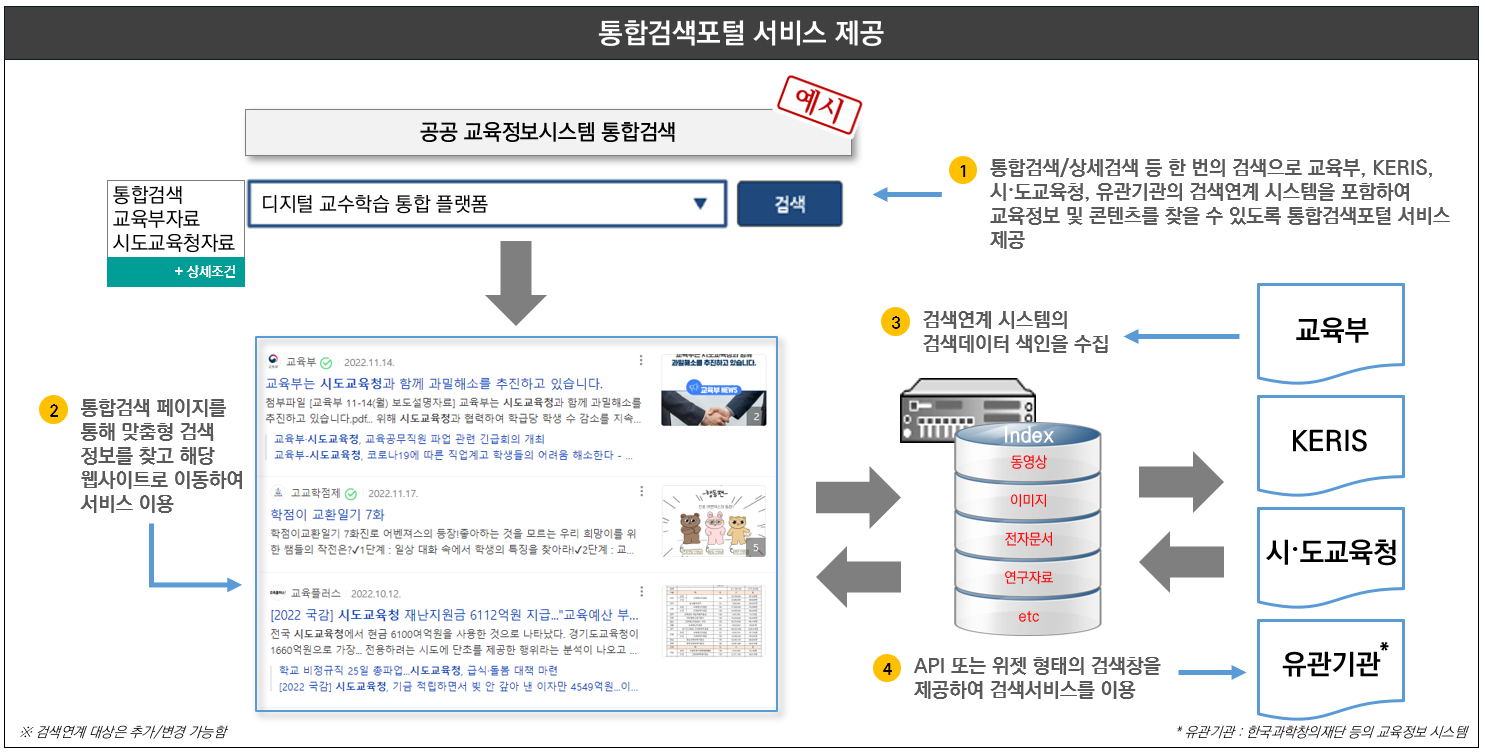 통합검색포털 서비스 제공
예시
공공 교육정보시스템 통합검색
통합검색
교육부자료
시도교육청자료
+ 상세조건
디지털 교수학습 통합 플랫폼
검색
1
통합검색/상세검색 등 한 번의 검색으로 교육부, KERIS,
시·도교육청, 유관기관의 검색연계 시스템을 포함하여
교육정보 및 콘텐츠를 찾을 수 있도록 통합검색포털 서비스
제공
2
통합검색 페이지를
통해 맞춤형 검색
정보를 찾고 해당
웹사이트로 이동하여
서비스 이용
교육부 2022.11.14.
교육부는 시도교육청과 함께 과밀해소를 추진하고 있습니다.
첨부파일 [교육부 11-14(월) 보도설명자료] 교육부는 시도교육청과 함께 과밀해소를
추진하고 있습니다.pdf... 위해 시도교육청과 협력하여 학급당 학생 수 감소를 지속...
교육부·시도교육청, 교육공무직원 파업 관련 긴급회의 개최
교육부-시도교육청, 코로나19에 따른 직업계고 학생들의 어려움 해소한다 - ...
과밀해소를 추진하고 있습니다.
교육부 NEWS
2
고교학점제 2022.11.17.
학점이 교환일기 7화
학점이교환일기 7화진로 어벤져스의 등장!좋아하는 것을 모르는 우리 희망이를 위
한 쌤들의 작전은?✓1단계 : 일상 대화 속에서 학생의 특징을 찾아라!✓2단계 : 교...
5
교육플러스 2022.10.12.
[2022 국감] 시도교육청 재난지원금 6112억원 지급..."교육예산 부...
전국 시도교육청에서 현금 6100여억원을 사용한 것으로 나타났다. 경기도교육청이
1660억원으로 가장... 전용하려는 시도에 단초를 제공한 행위라는 분석이 나오고 ...
학교 비정규직 25일 총파업...시도교육청, 급식·돌봄 대책 마련
[2022 국감] 시도교육청, 기금 적립하면서 빚 안 갚아 낸 이자만 4549억원...이...
3
검색연계 시스템의
검색데이터 색인을 수집
Index
동영상
이미지
전자문서
연구자료
etc
4
API 또는 위젯 형태의 검색창을
제공하여 검색서비스를 이용
교육부
KERIS
시·도교육청
유관기관*
※ 검색연계 대상은 추가/변경 가능함
* 유관기관 : 한국과학창의재단 등의 교육정보 시스템